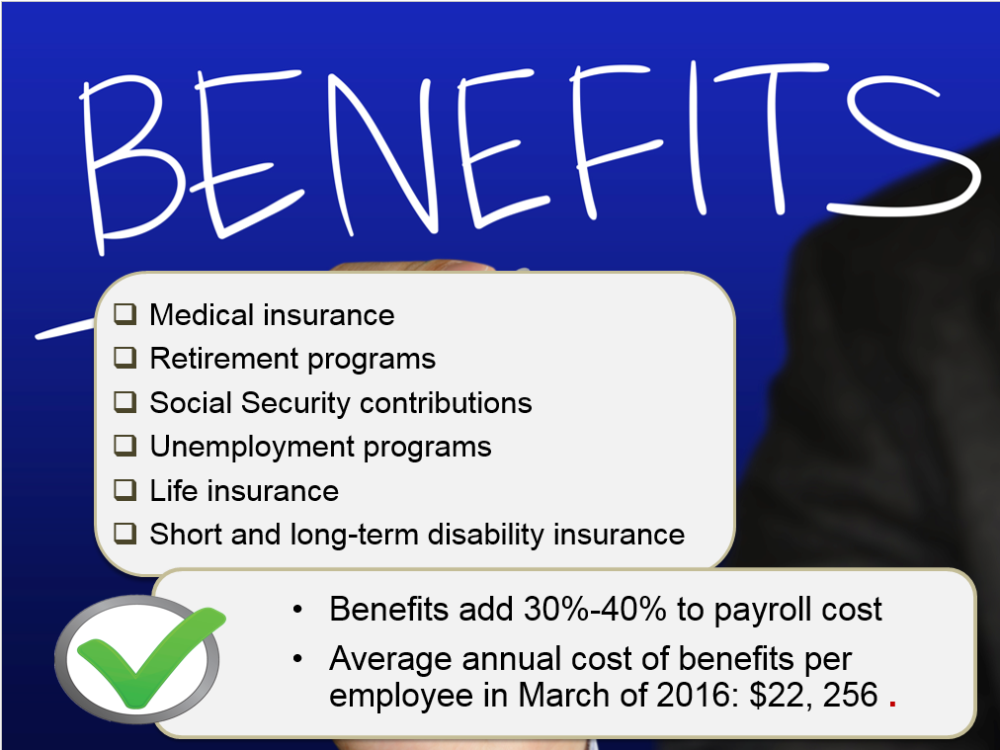 BENEFITS
❑ Medical insurance
❑ Retirement programs
❑ Social Security contributions
❑ Unemployment programs
❑ Life insurance
❑ Short and long-term disability insurance
• Benefits add 30%-40% to payroll cost
• Average annual cost of benefits per
employee in March of 2016: $22, 256 .